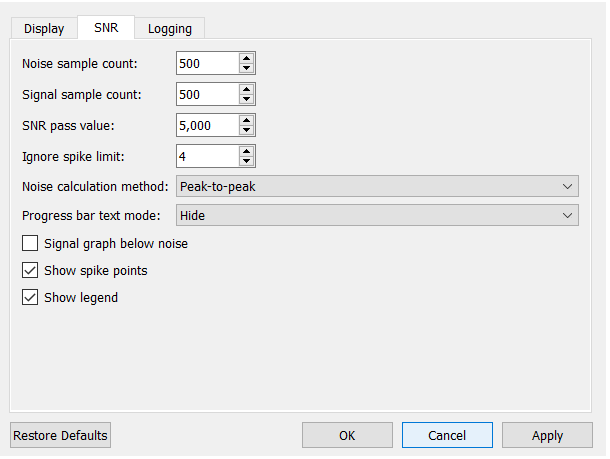 Display SNR Logging
Noise sample count: 500
Signal sample count: 500
SNR pass value: 5,000
Ignore spike limit: 4
Noise calculation method: Peak-to-peak
Progress bar text mode: Hide
Signal graph below noise
Show spike points
Show legend
Restore Defaults OK Cancel Apply